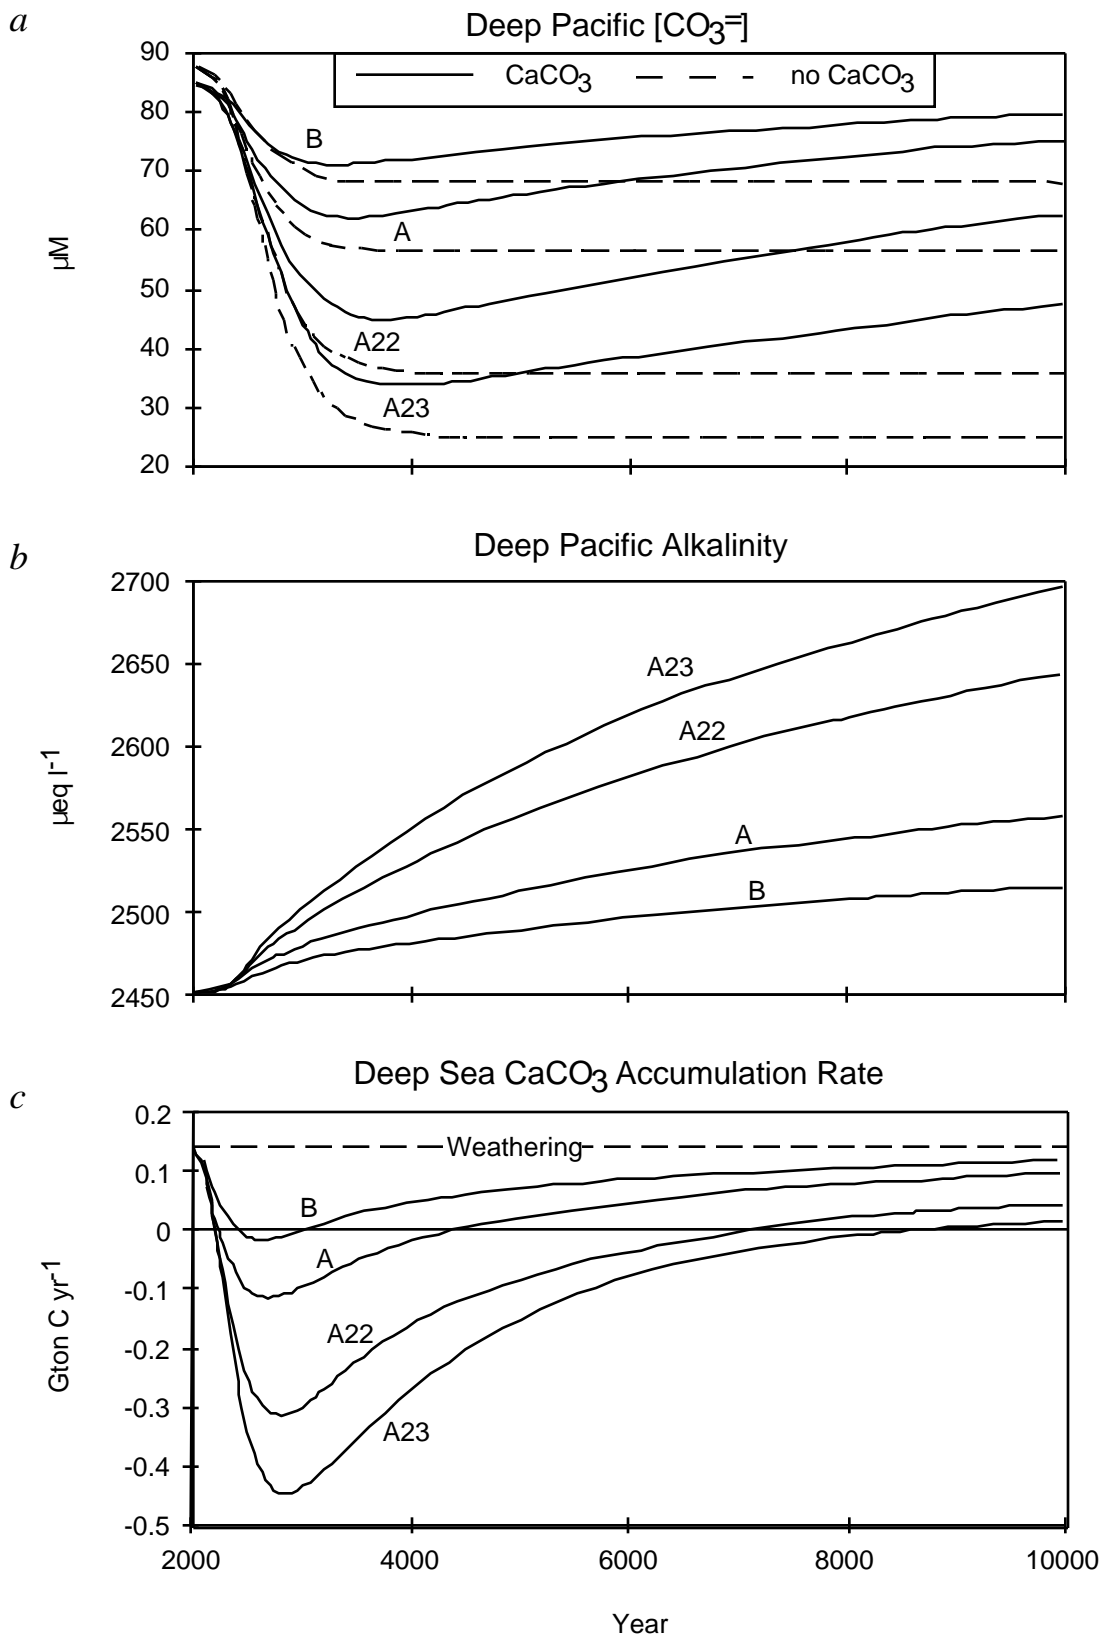 a
Deep Pacific [CO3=]
90
80
70
60
50
40
30
20
µM
CaCO3
no CaCO3
B
A
A22
A23
b
Deep Pacific Alkalinity
2700
2650
2600
2550
2500
2450
µeq l-1
A23
A22
A
B
c
Deep Sea CaCO3 Accumulation Rate
0.2
0.1
0
-0.1
-0.2
-0.3
-0.4
-0.5
Gton C yr-1
Weathering
B
A
A22
A23
2000 4000 6000 8000 10000
Year